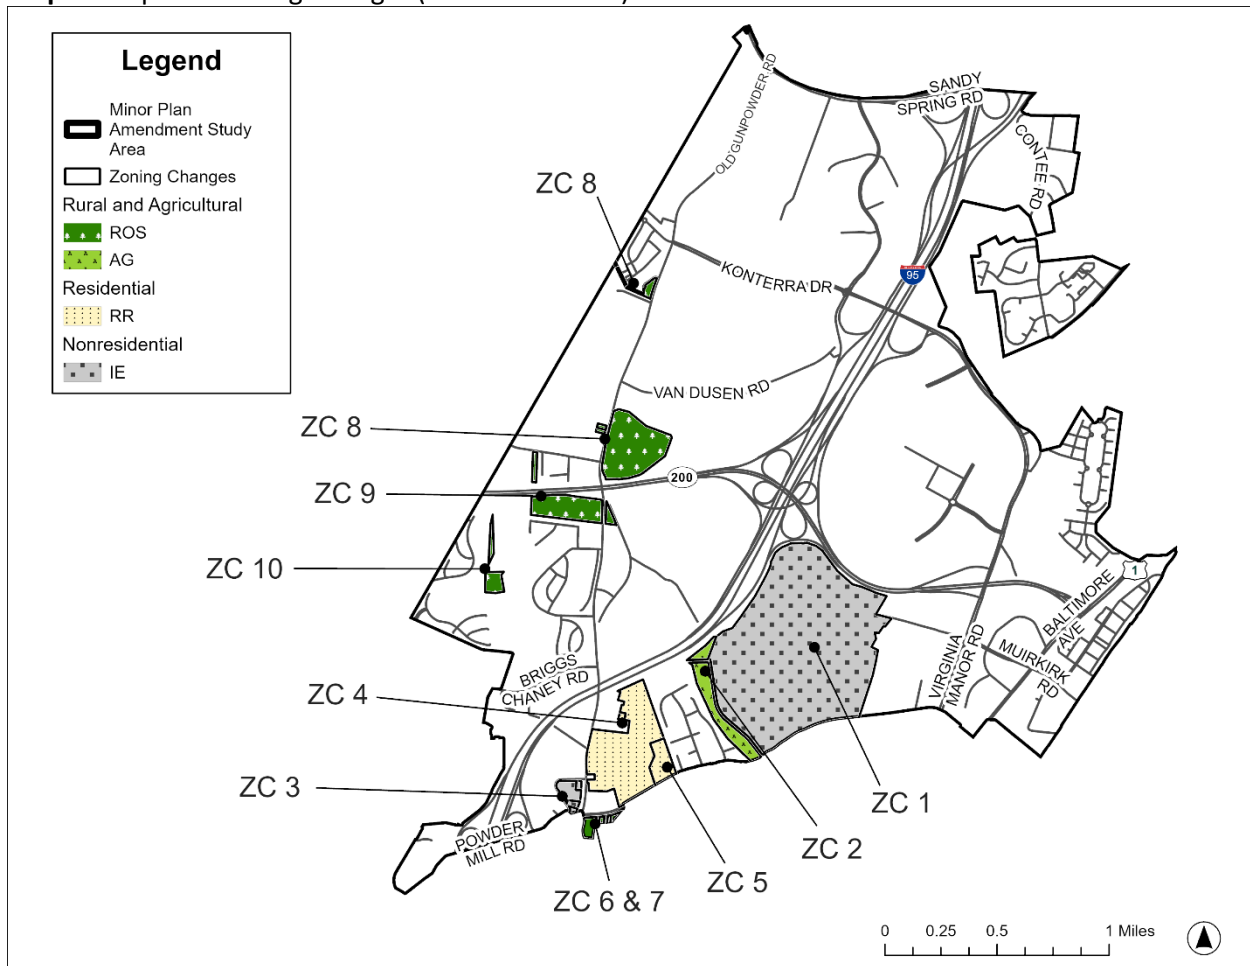 Legend
Minor Plan
Amendment Study
Area
Zoning Changes
Rural and Agricultural
ROS
AG
Residential
RR
Nonresidential
IE
OLD GUNPOWDER RD
SANDY
SPRING RD
CONTEE RD
ZC 8
95
KONTERRA DR
VAN DUSEN RD
ZC 8
200
ZC 9
ZC 10
1
BALTIMORE
AVE
MUIRKIRK
RD
VIRGINIA
MANOR RD
BRIGGS
CHANEY RD
ZC 4
ZC 3
POWDER
MILL RD
ZC 1
ZC 2
ZC 5
ZC 6 & 7
0 0.25 0.5 1 Miles